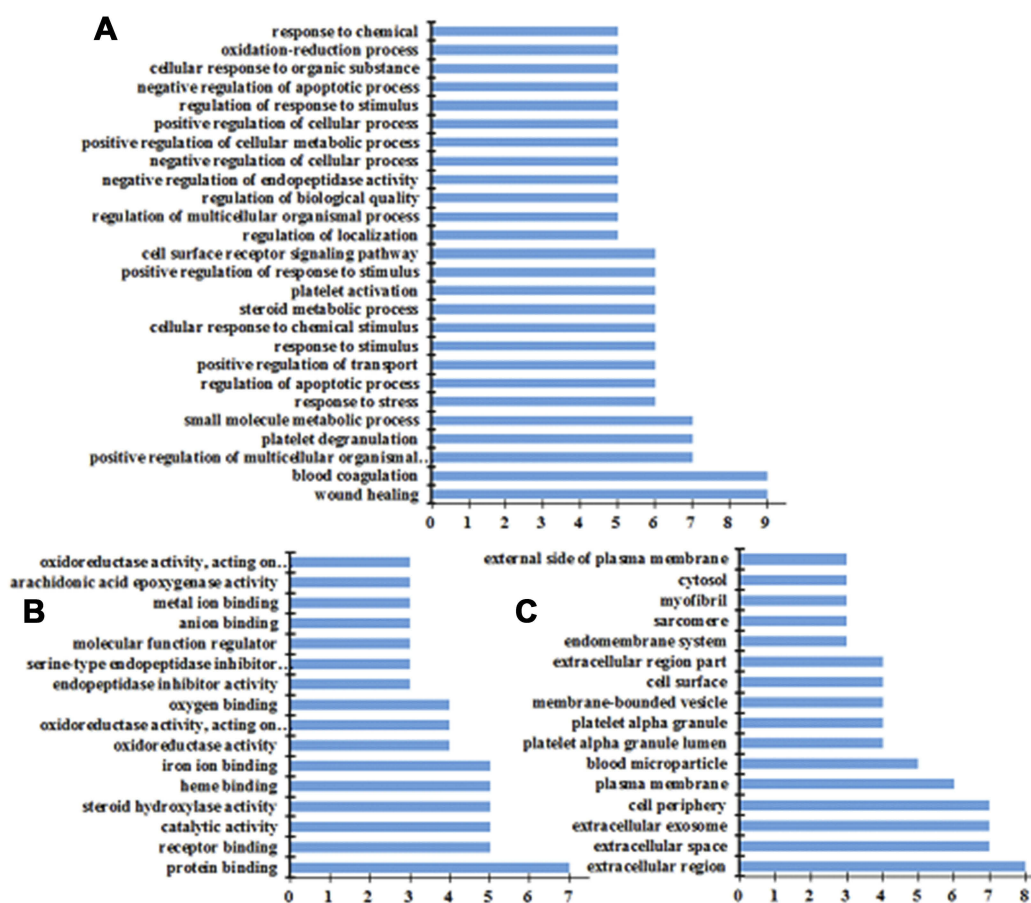 A
response to chemical
oxidation-reduction process
cellular response to organic substance
negative regulation of apoptotic process
regulation of response to stimulus
positive regulation of cellular process
positive regulation of cellular metabolic process
negative regulation of cellular process
negative regulation of endopeptidase activity
regulation of biological quality
regulation of multicellular organismal process
regulation of localization
cell surface receptor signaling pathway
positive regulation of response to stimulus
platelet activation
steroid metabolic process
cellular response to chemical stimulus
response to stimulus
positive regulation of transport
regulation of apoptotic process
response to stress
small molecule metabolic process
platelet degranulation
positive regulation of multicellular organismal..
blood coagulation
wound healing
0 1 2 3 4 5 6 7 8 9
B
oxidoreductase activity, acting on..
arachidonic acid epoxygenase activity
metal ion binding
anion binding
molecular function regulator
serine-type endopeptidase inhibitor..
endopeptidase inhibitor activity
oxygen binding
oxidoreductase activity, acting on..
oxidoreductase activity
iron ion binding
heme binding
steroid hydroxylase activity
catalytic activity
receptor binding
protein binding
0 1 2 3 4 5 6 7
C
external side of plasma membrane
cytosol
myofibril
sarcomere
endomembrane system
extracellular region part
cell surface
membrane-bounded vesicle
platelet alpha granule
platelet alpha granule lumen
blood microparticle
plasma membrane
cell periphery
extracellular exosome
extracellular space
extracellular region
0 1 2 3 4 5 6 7 8